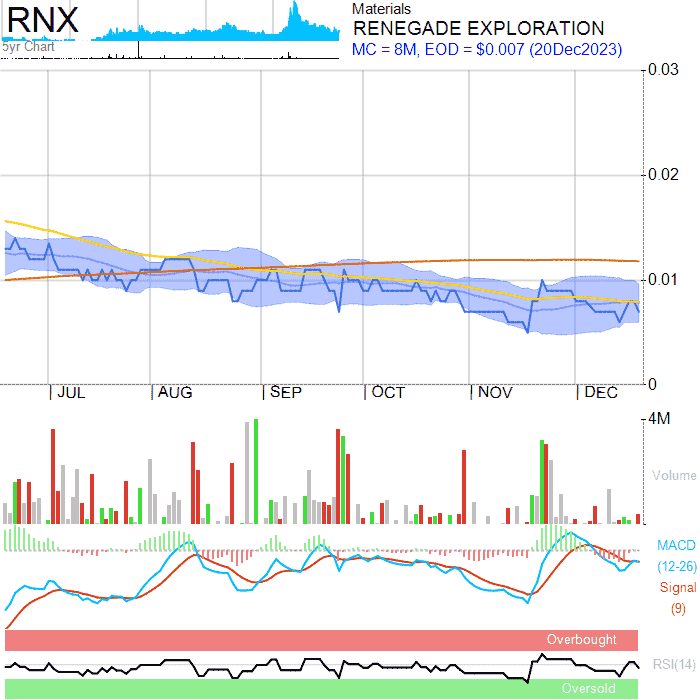 RNX
5yr Chart
Materials
RENEGADE EXPLORATION
MC = 8M, EOD = $0.007 (20Dec2023)
0.03
0.02
0.01
0
JUL
AUG
SEP
OCT
NOV
DEC
4M
Volume
MACD
(12-26)
Signal
(9)
Overbought
RSI(14)
Oversold